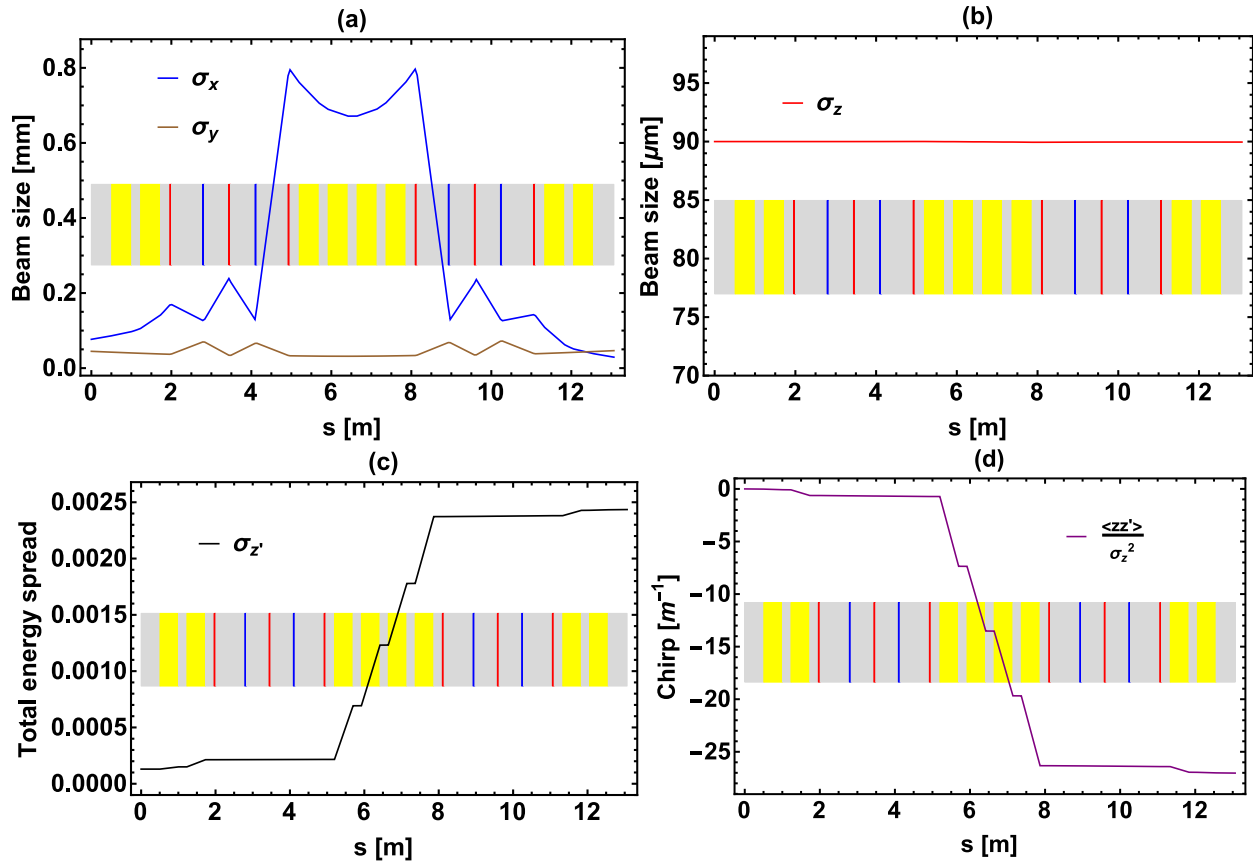 (a)
Beam size [mm]
0.8
0.6
0.4
0.2
0.0
σx
σy
0 2 4 6 8 10 12
s [m]
(b)
Beam size [μm]
95
90
85
80
75
70
σz
0 2 4 6 8 10 12
s [m]
(c)
Total energy spread
0.0025
0.0020
0.0015
0.0010
0.0005
0.0000
σz'
0 2 4 6 8 10 12
s [m]
(d)
Chirp [m⁻¹]
0
−5
−10
−15
−20
−25
<zz'>
σz²
0 2 4 6 8 10 12
s [m]